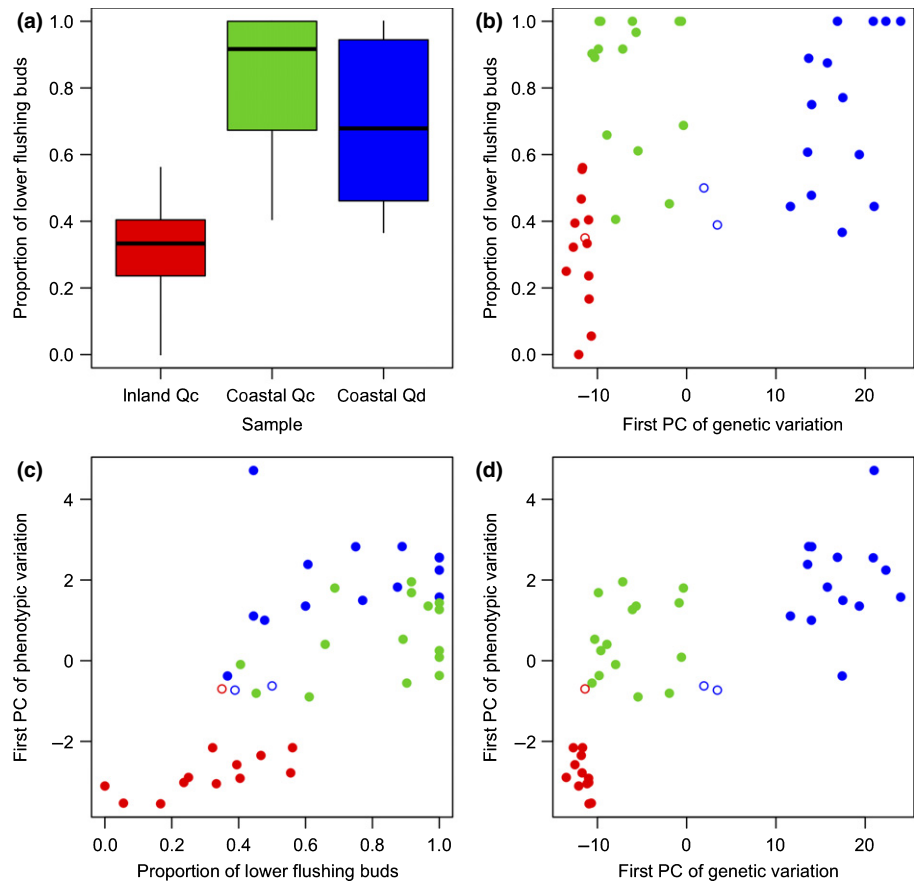 (a)
Proportion of lower flushing buds
1.0
0.8
0.6
0.4
0.2
0.0
Inland Qc Coastal Qc Coastal Qd
Sample
(b)
Proportion of lower flushing buds
1.0
0.8
0.6
0.4
0.2
0.0
–10 0 10 20
First PC of genetic variation
(c)
First PC of phenotypic variation
4
2
0
–2
0.0 0.2 0.4 0.6 0.8 1.0
Proportion of lower flushing buds
(d)
First PC of phenotypic variation
4
2
0
–2
–10 0 10 20
First PC of genetic variation